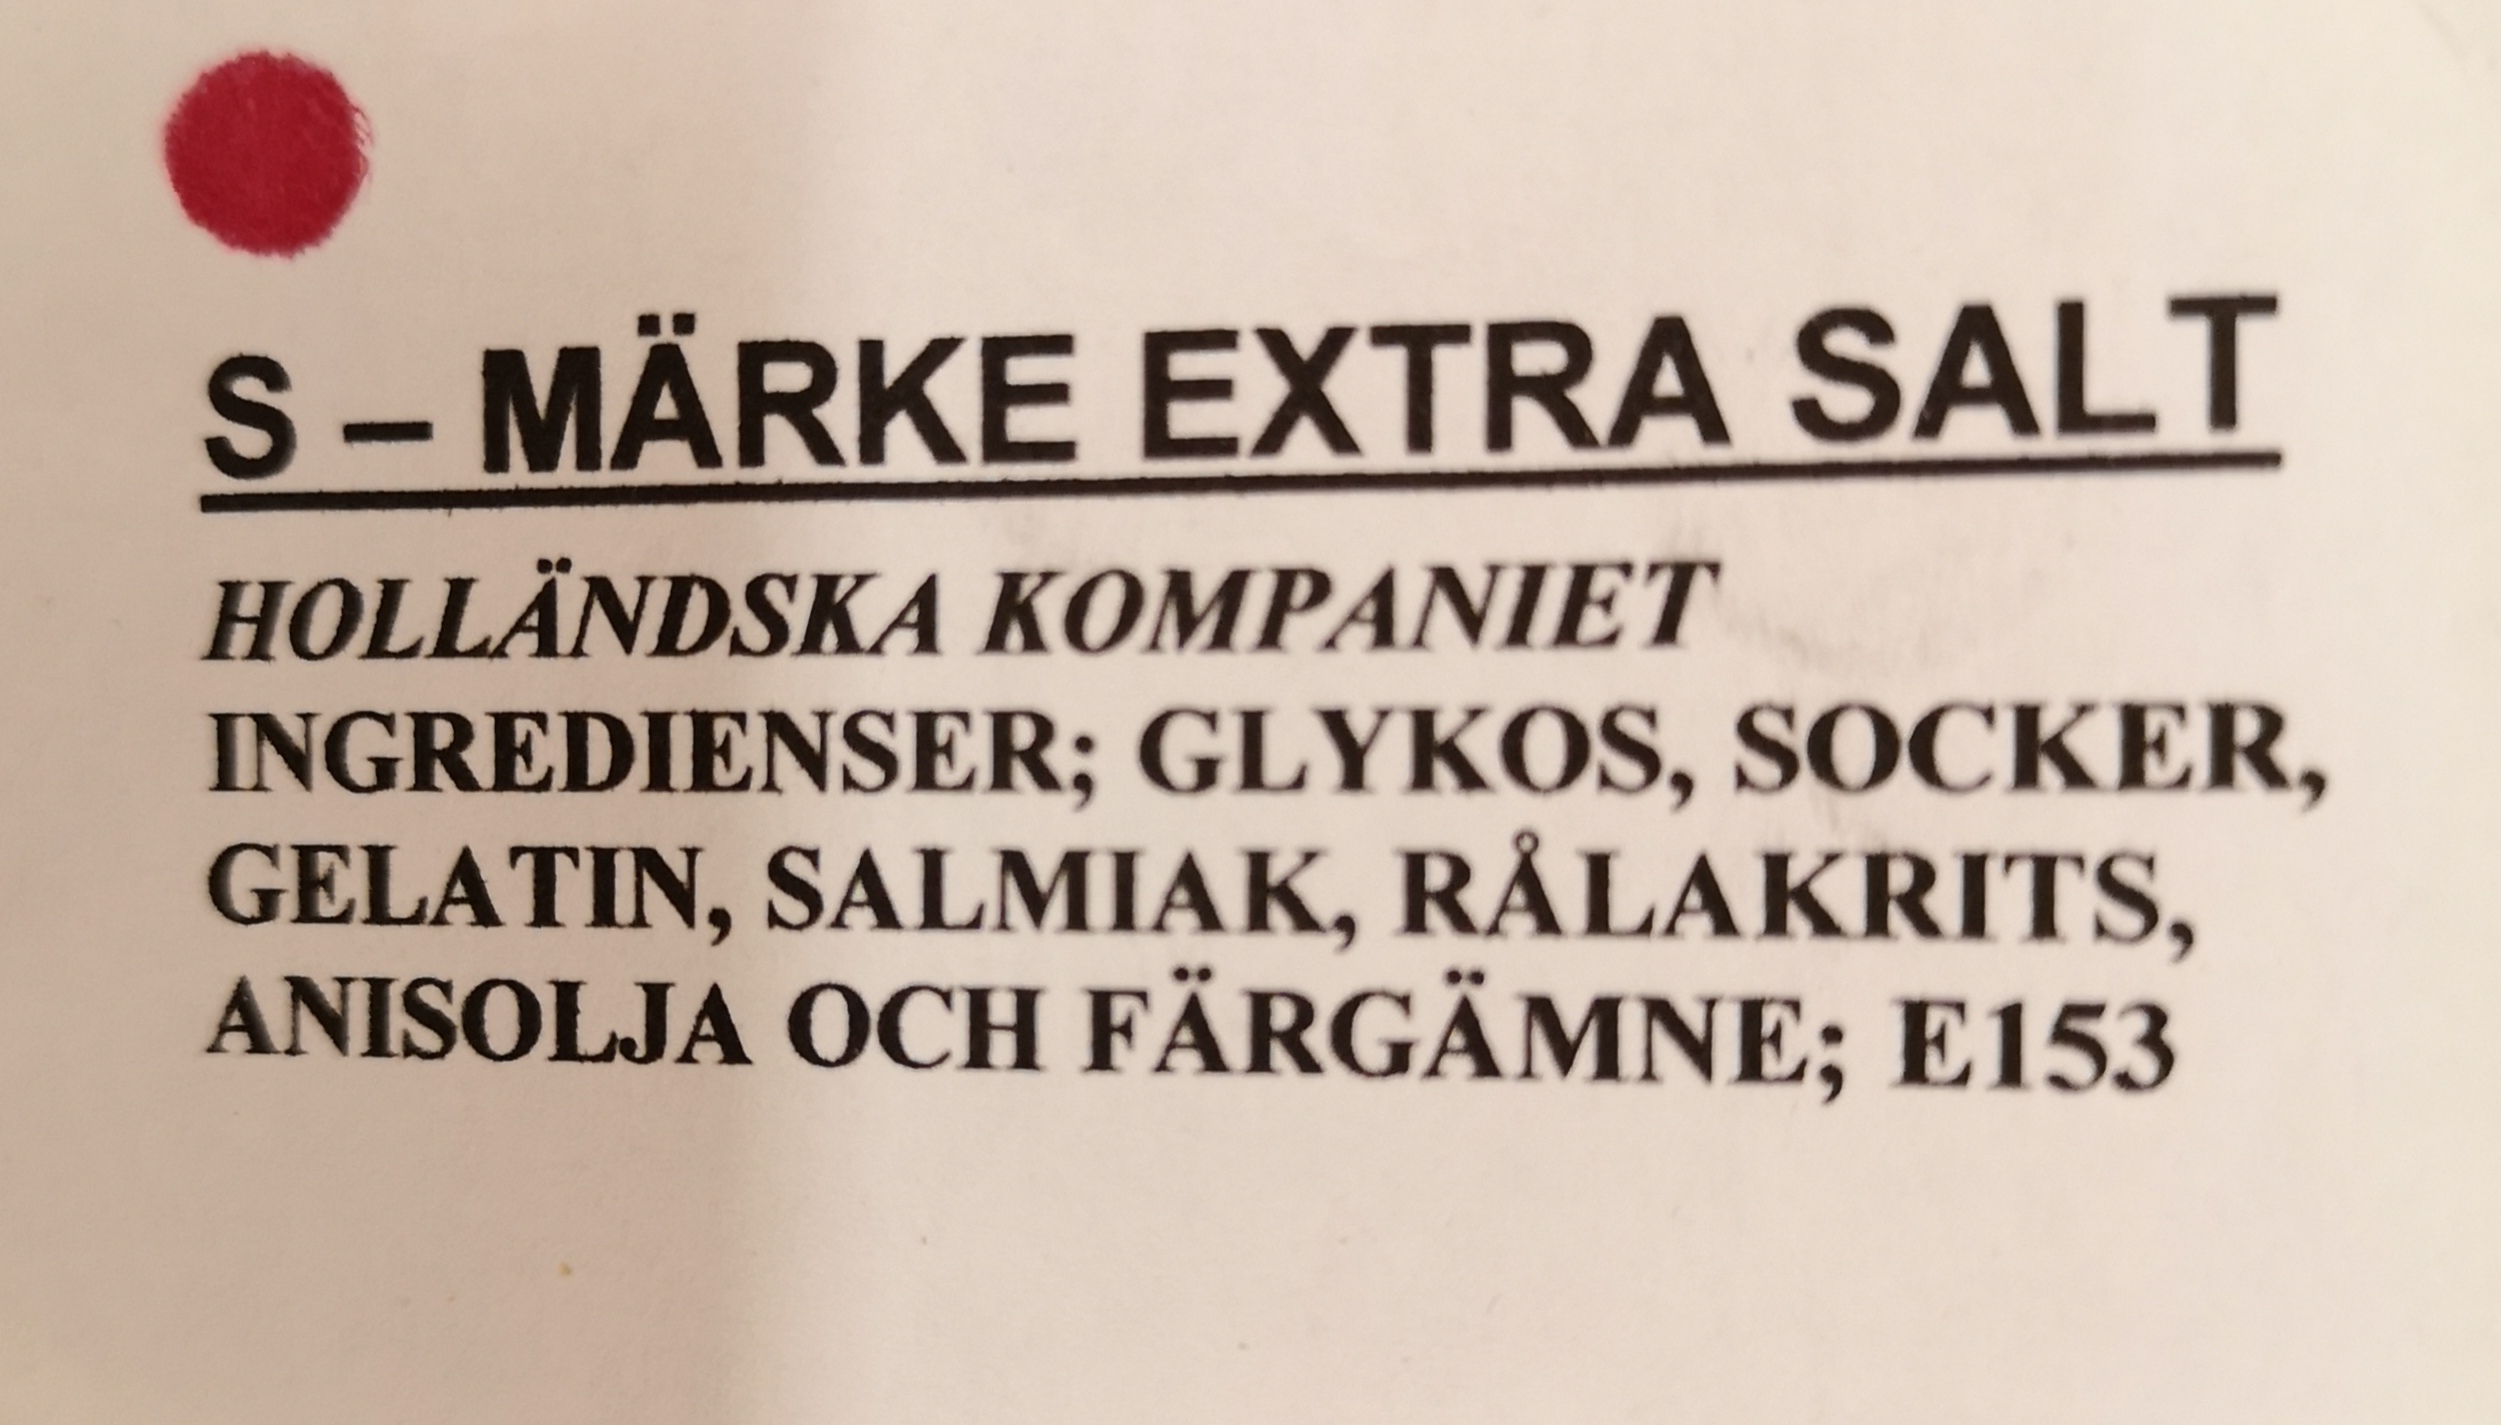 S – MÄRKE EXTRA SALT
HOLLÄNDSKA KOMPANIET
INGREDIENSER; GLYKOS, SOCKER,
GELATIN, SALMIAK, RÅLAKRITS,
ANISOLJA OCH FÄRGÄMNE; E153